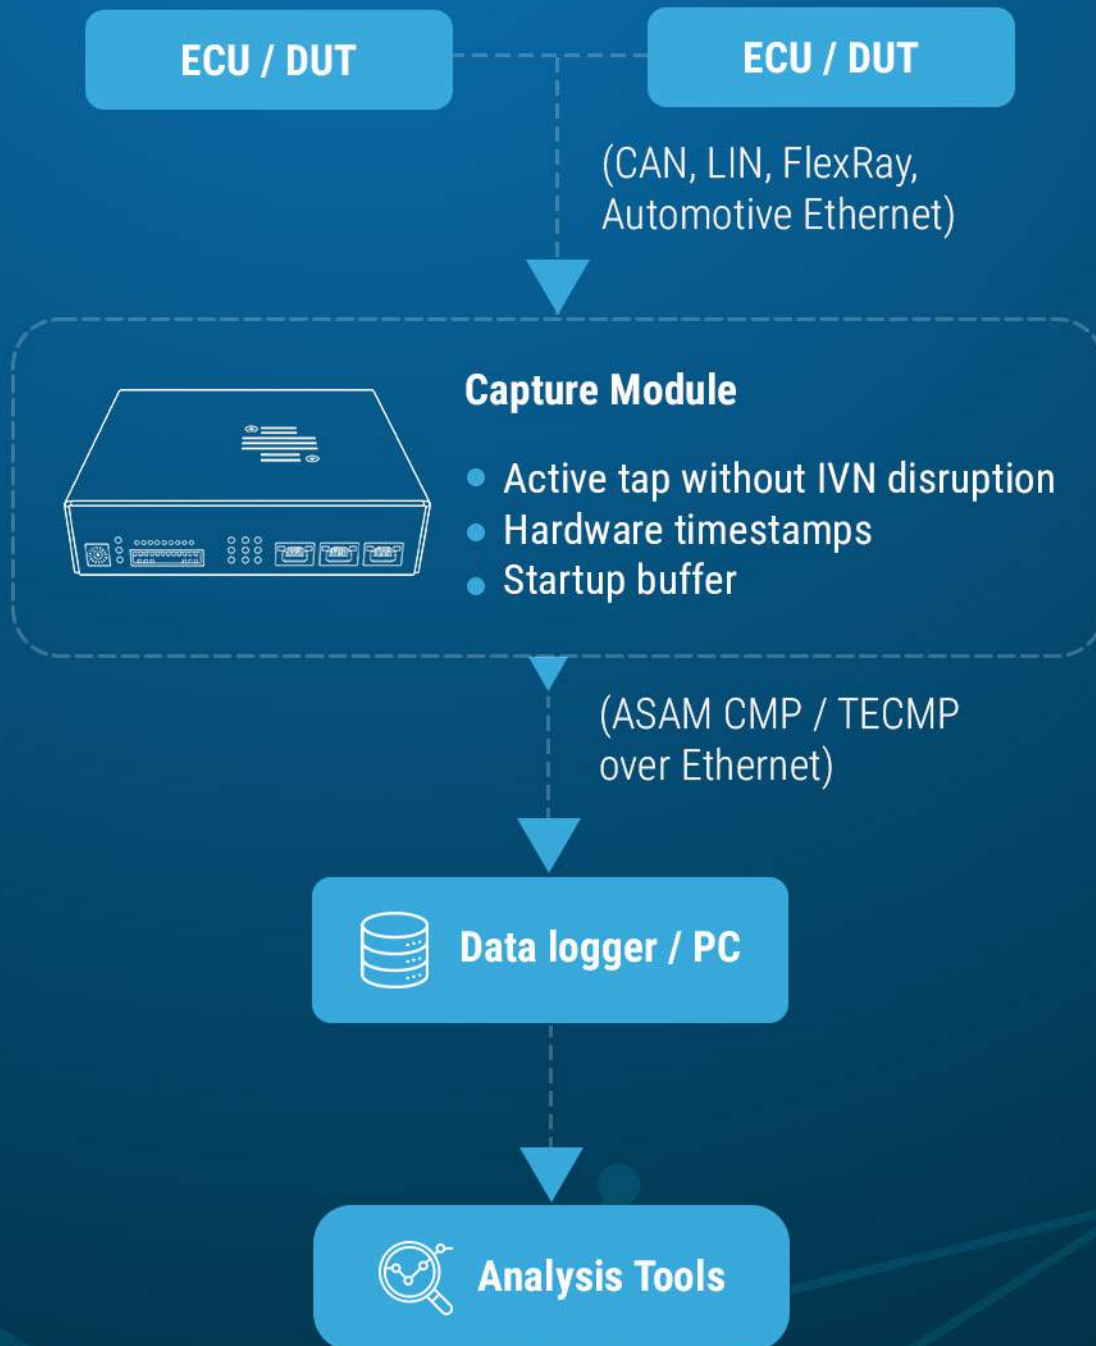 ECU / DUT
ECU / DUT
(CAN, LIN, FlexRay,
Automotive Ethernet)
Capture Module
Active tap without IVN disruption
Hardware timestamps
Startup buffer
(ASAM CMP / TECMP
over Ethernet)
Data logger / PC
Analysis Tools